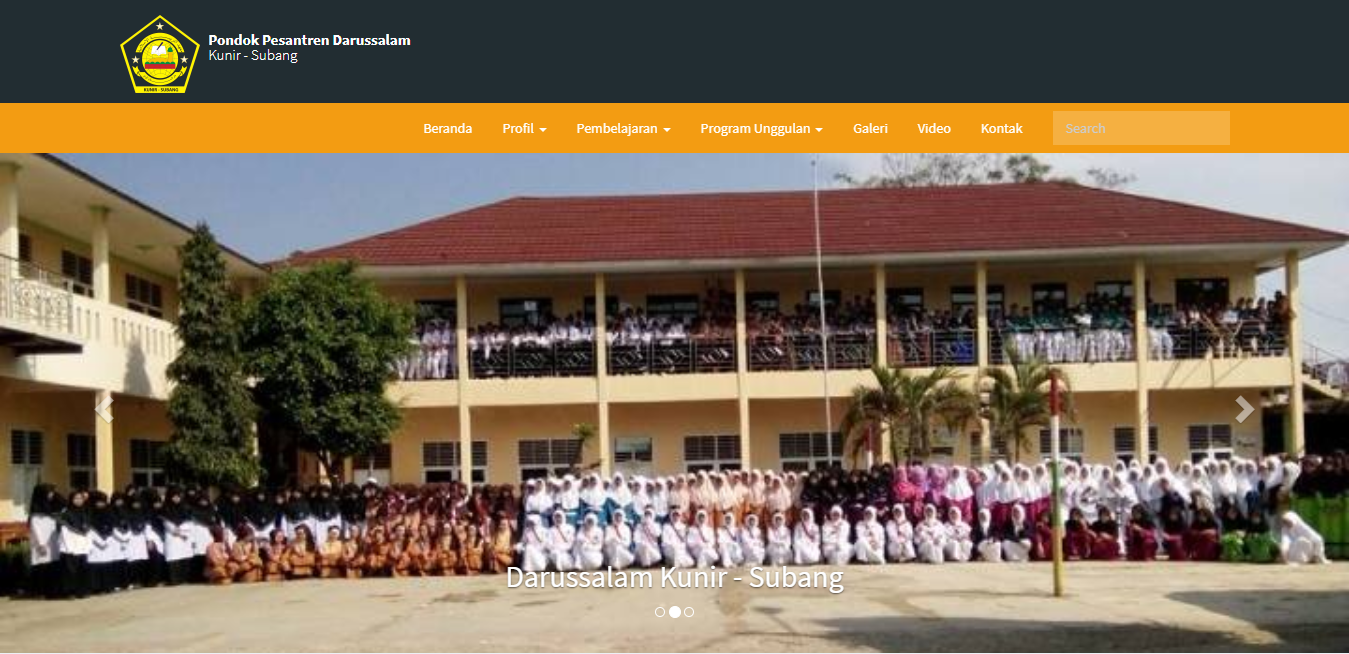 Pondok Pesantren Darussalam
Kunir - Subang
KUNIR - SUBANG
Beranda Profil Pembelajaran Program Unggulan Galeri Video Kontak Search
Darussalam Kunir - Subang